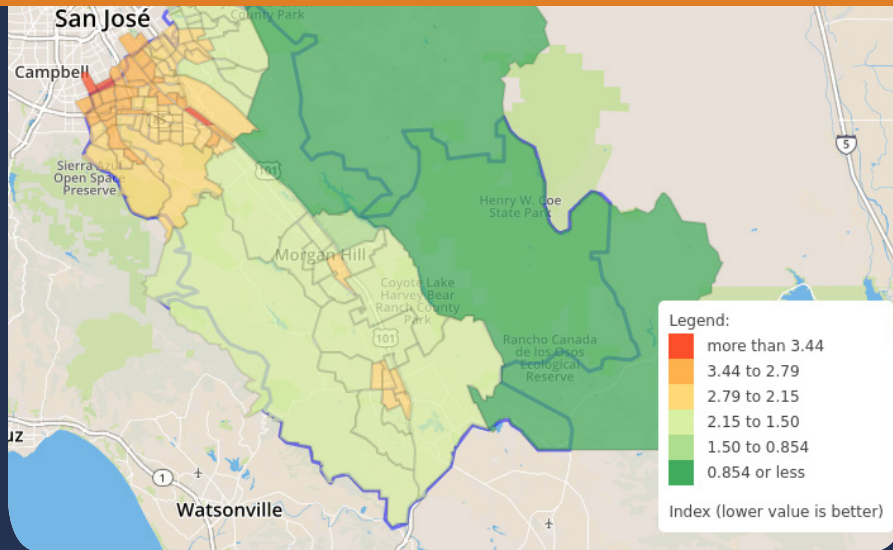 County Park
San José
Campbell
Sierra Azul
Open Space
Preserve
101
5
Henry W. Coe
State Park
Morgan Hill
Coyote Lake
Harvey Bear
Ranch County
Park
101
Rancho Canada
de los Osos
Ecological
Reserve
Legend:
more than 3.44
3.44 to 2.79
2.79 to 2.15
2.15 to 1.50
1.50 to 0.854
0.854 or less
Index (lower value is better)
uz
1
Watsonville